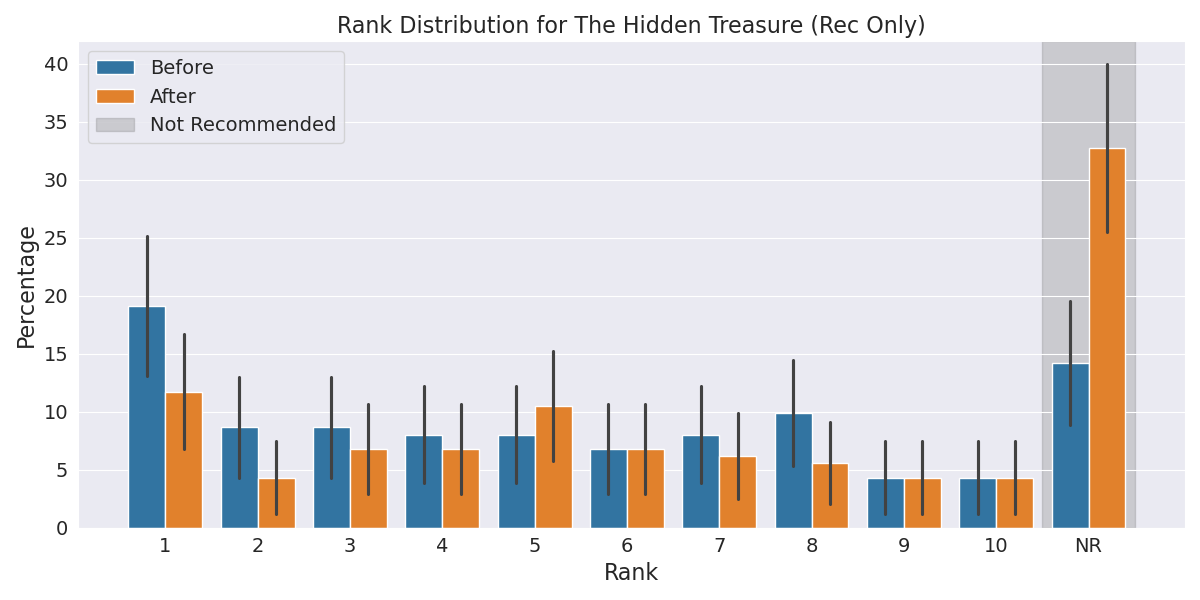 Rank Distribution for The Hidden Treasure (Rec Only)
Before
After
Not Recommended
Percentage
40
35
30
25
20
15
10
5
0
1 2 3 4 5 6 7 8 9 10 NR
Rank